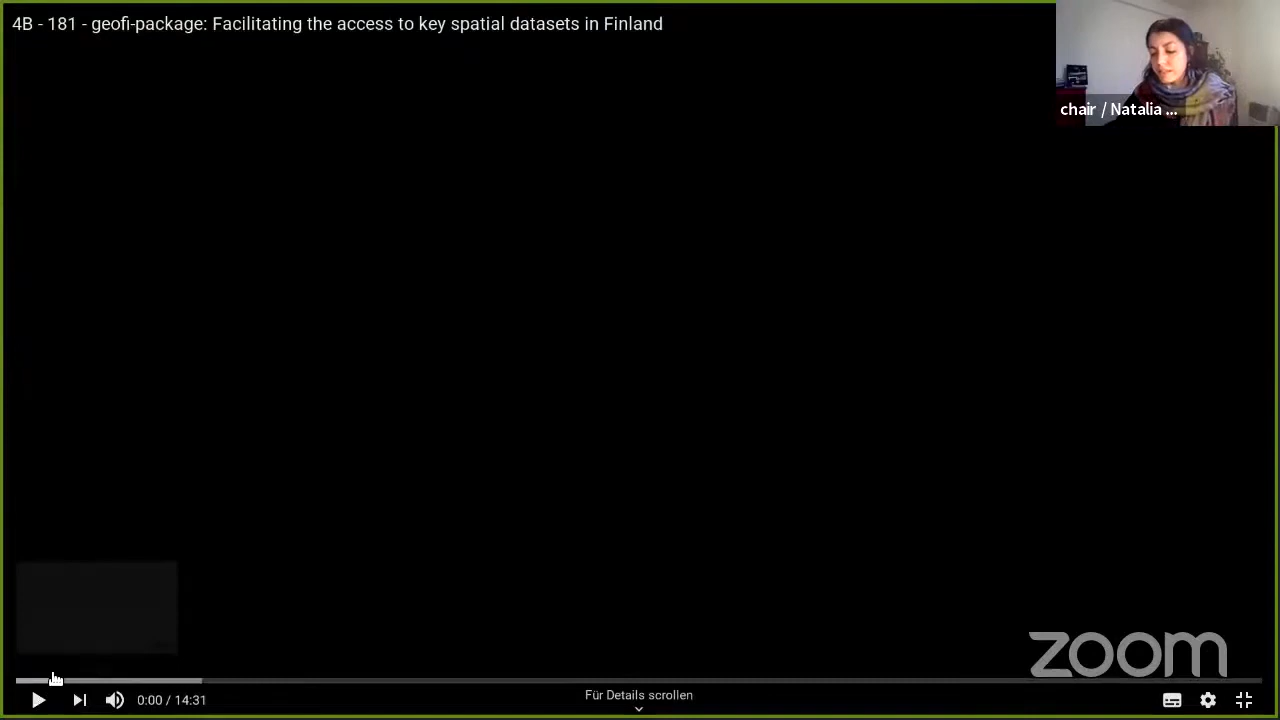 4B - 181 - geofi-package: Facilitating the access to key spatial datasets in Finland
chair / Natalia ...
zoom
0:00 / 14:31
Für Details scrollen